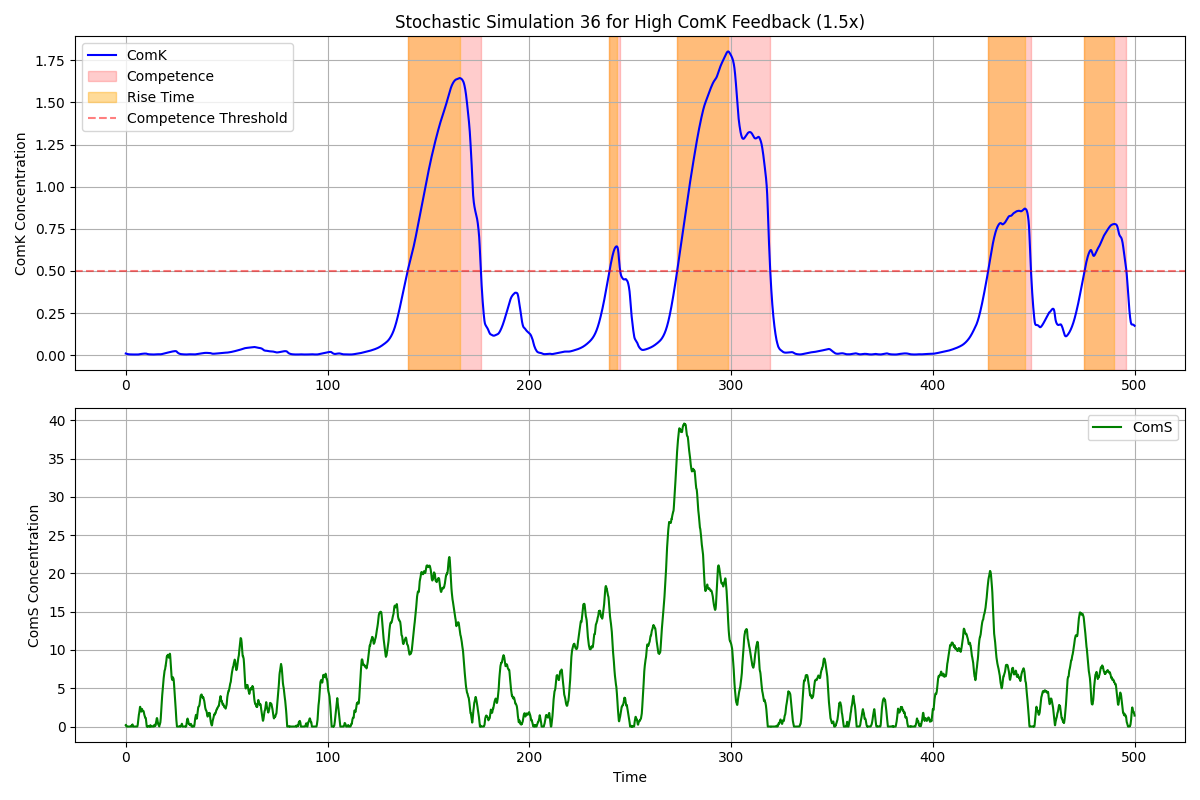 Stochastic Simulation 36 for High ComK Feedback (1.5x)
ComK
Competence
Rise Time
Competence Threshold
ComK Concentration
1.75
1.50
1.25
1.00
0.75
0.50
0.25
0.00
0 100 200 300 400 500
ComS
ComS Concentration
40
35
30
25
20
15
10
5
0
0 100 200 300 400 500
Time